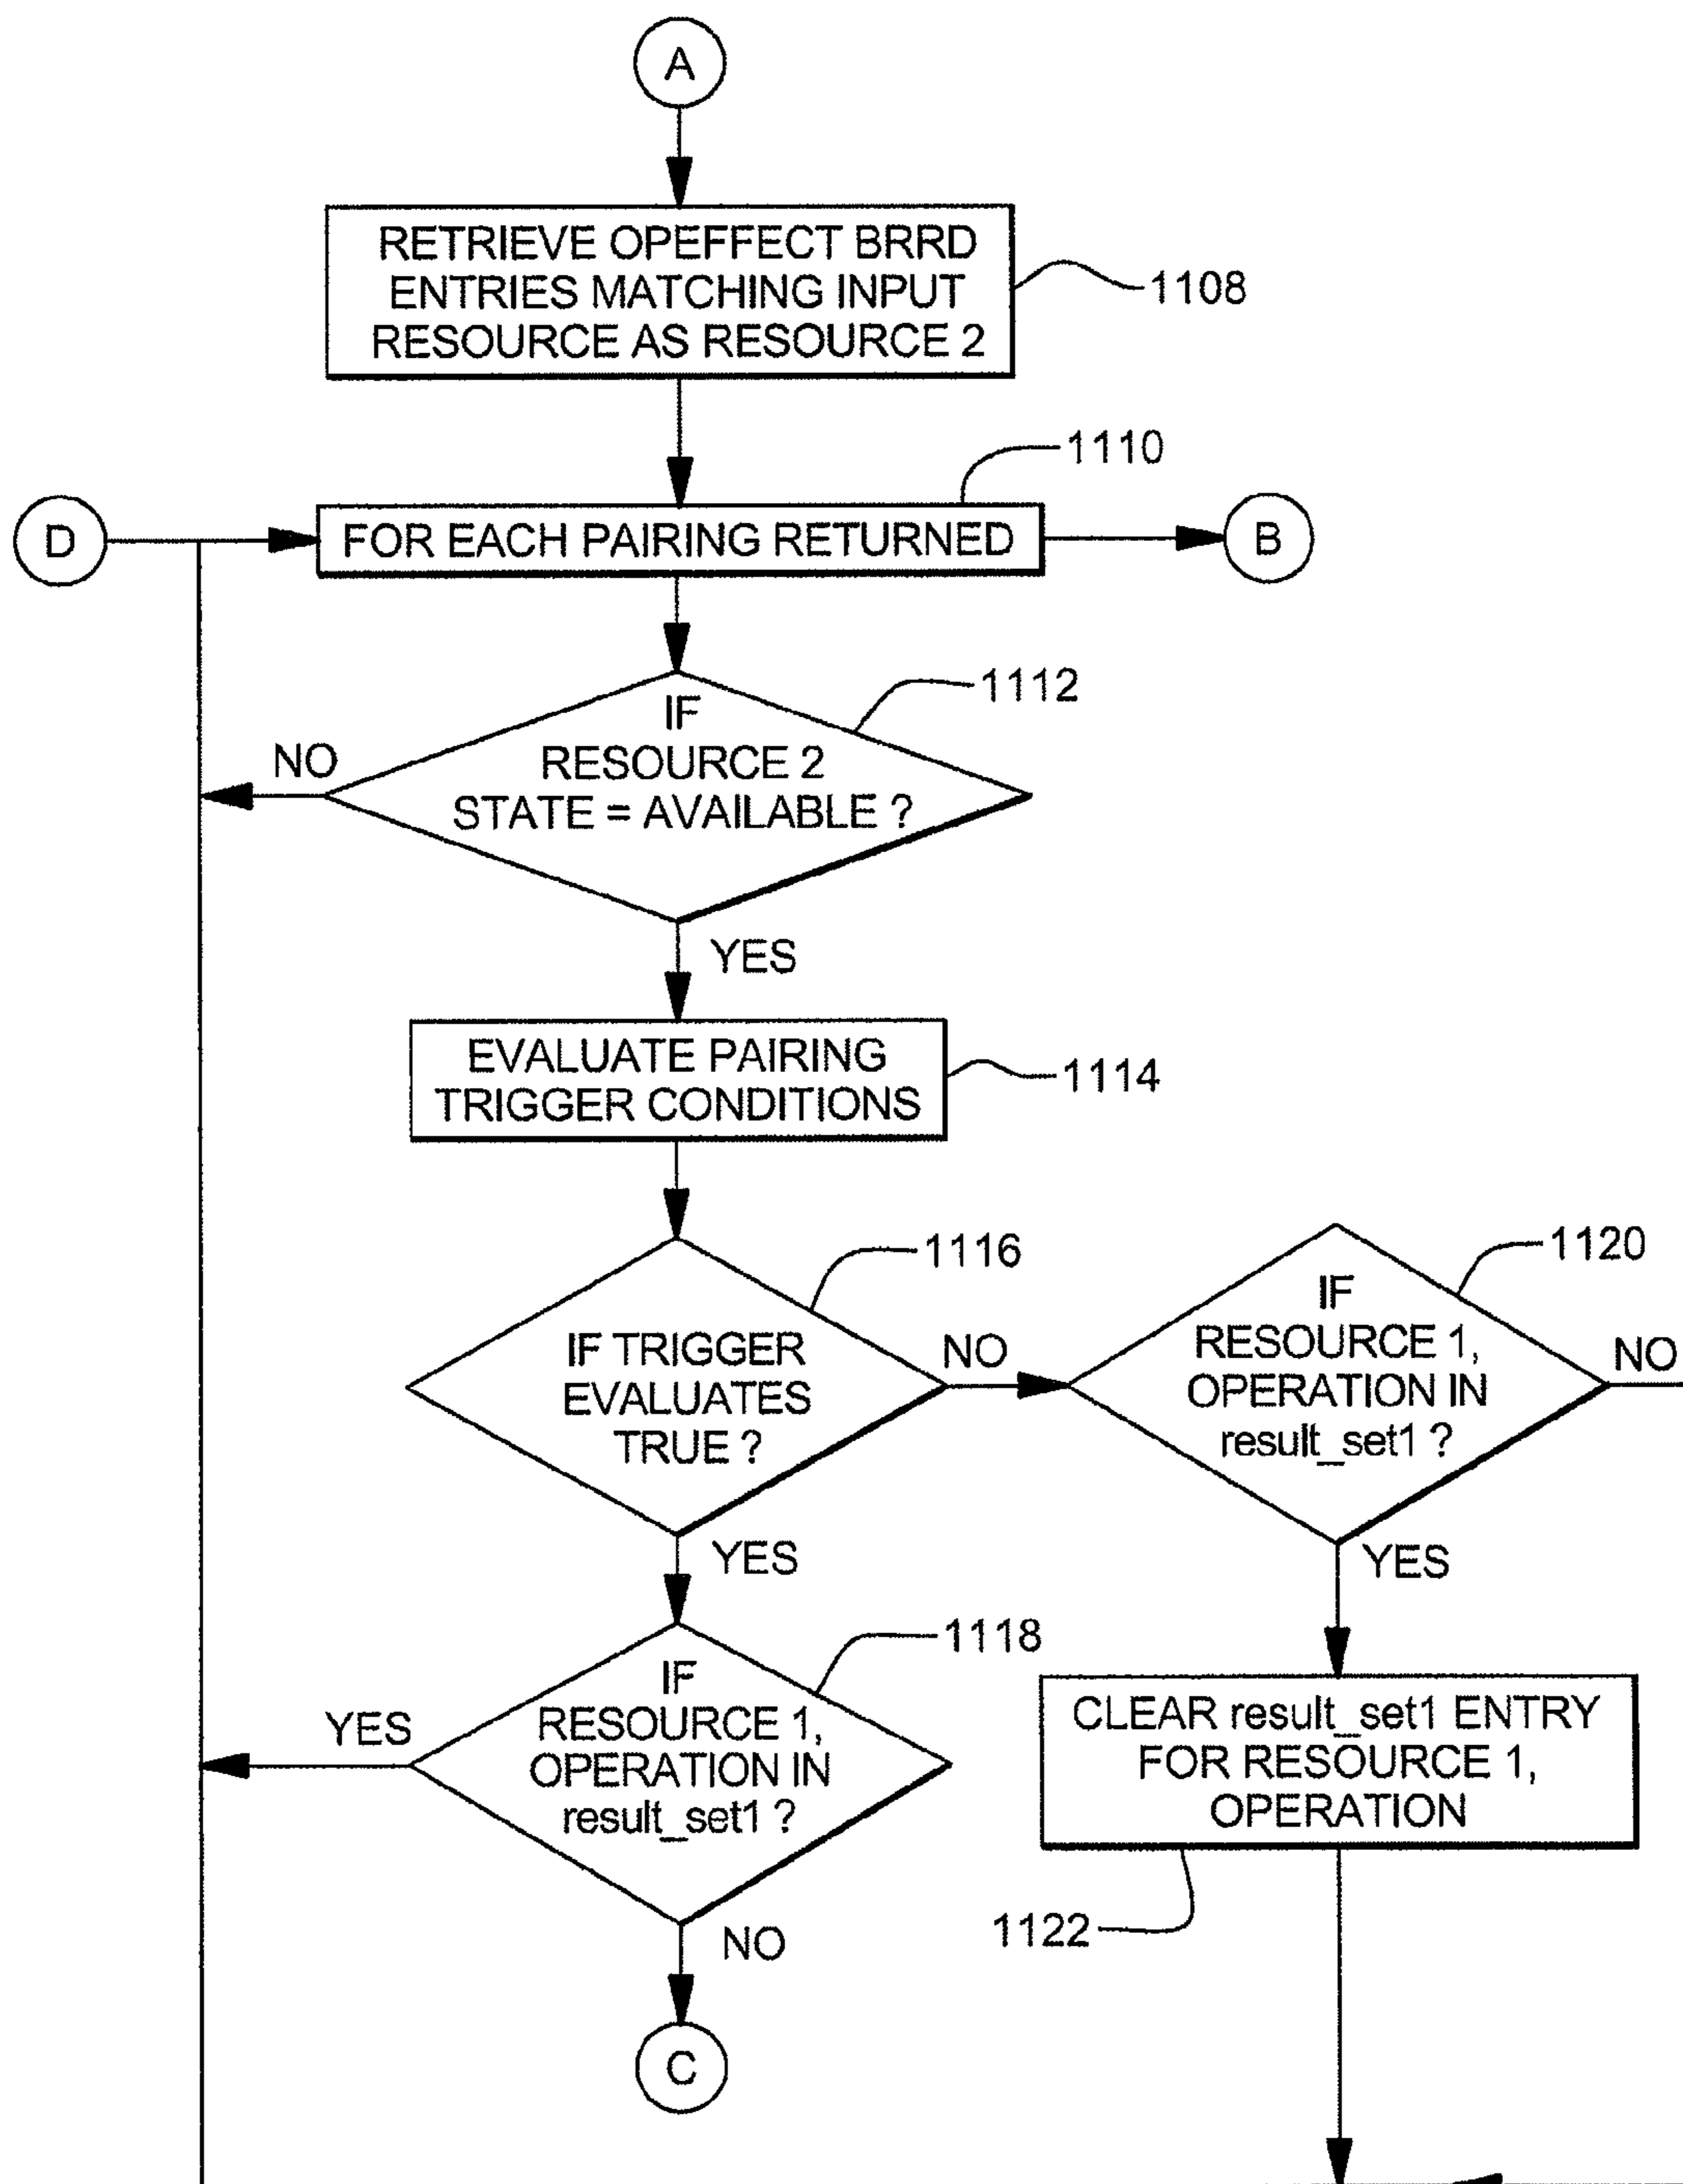 A
RETRIEVE OPEFFECT BRRD
ENTRIES MATCHING INPUT
RESOURCE AS RESOURCE 2
1108
1110
D
FOR EACH PAIRING RETURNED
B
1112
IF
RESOURCE 2
STATE = AVAILABLE ?
NO
YES
EVALUATE PAIRING
TRIGGER CONDITIONS
1114
1116
IF TRIGGER
EVALUATES
TRUE ?
NO
YES
1120
IF
RESOURCE 1,
OPERATION IN
result_set1 ?
NO
YES
1118
IF
RESOURCE 1,
OPERATION IN
result_set1 ?
YES
NO
CLEAR result_set1 ENTRY
FOR RESOURCE 1,
OPERATION
1122
C